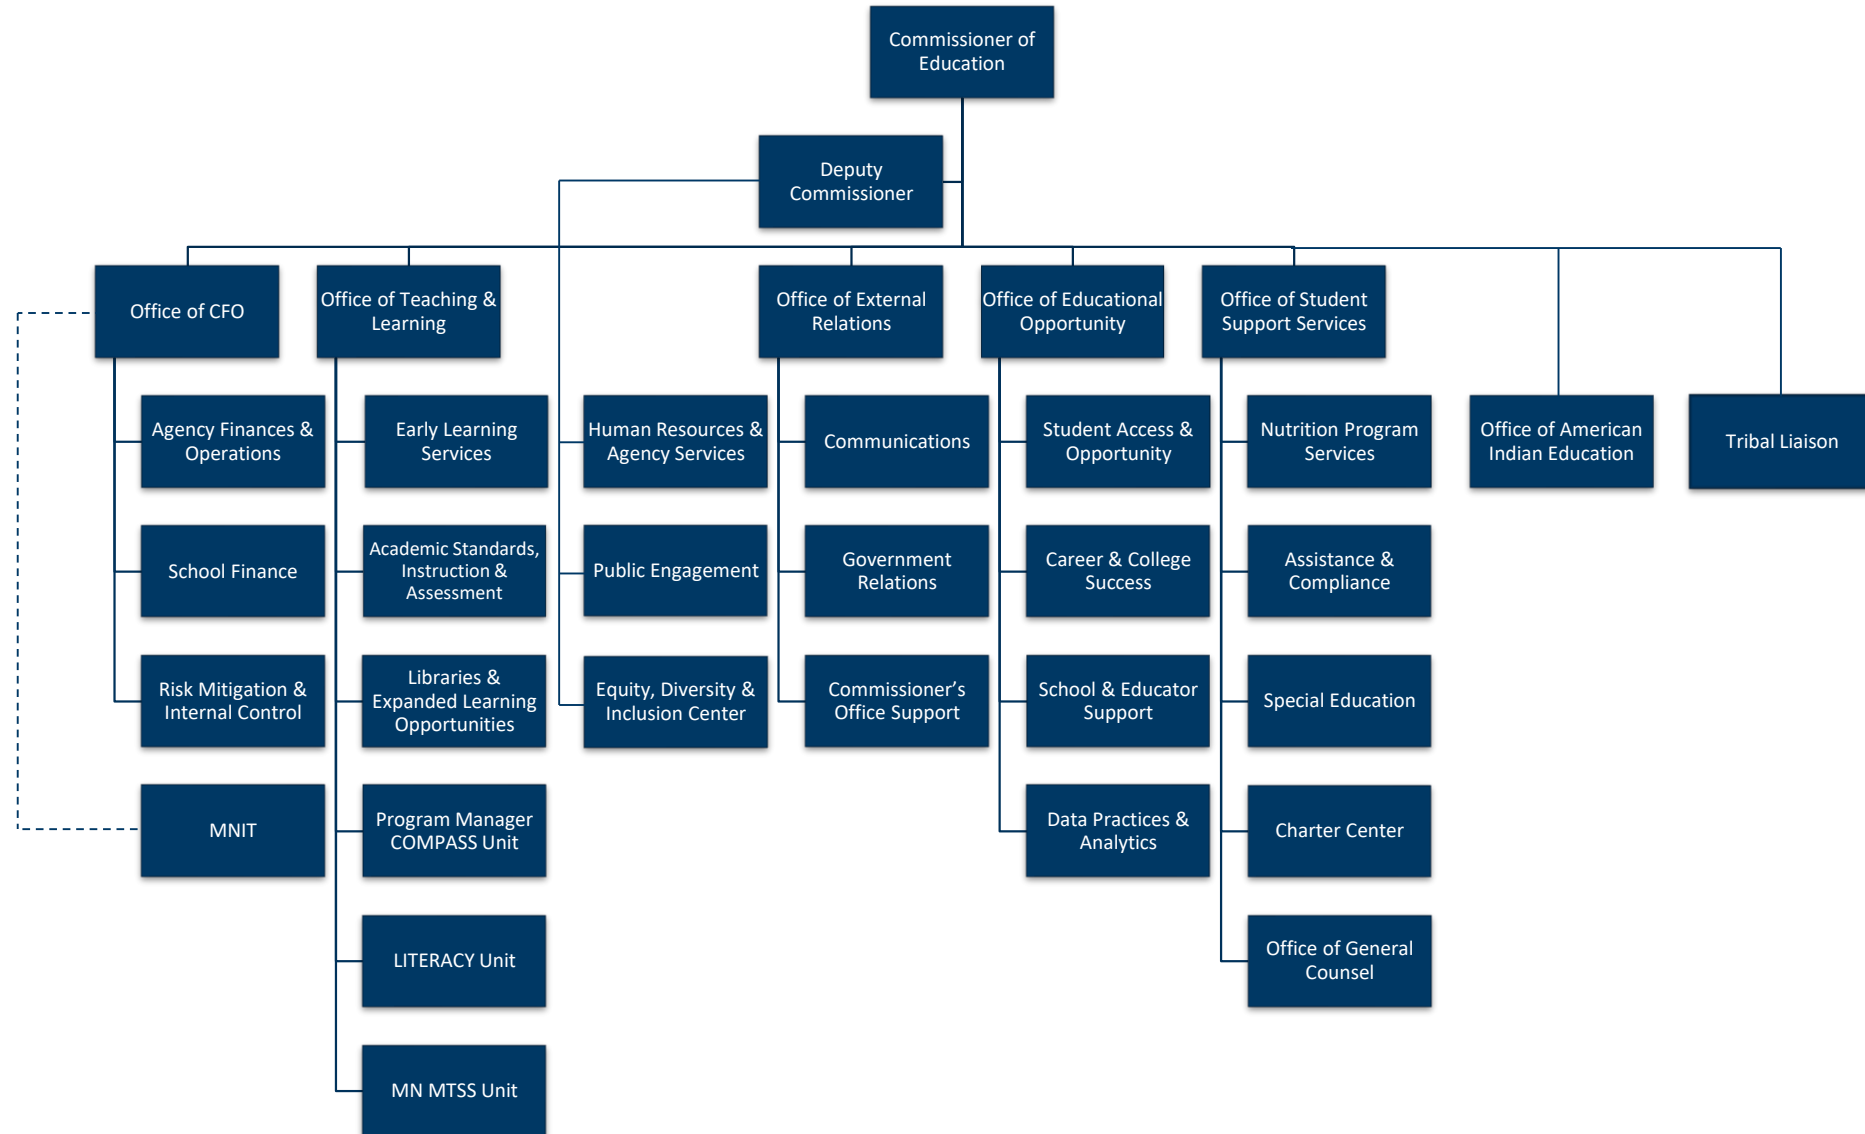 Commissioner of
Education
Deputy
Commissioner
Office of CFO
Office of Teaching &
Learning
Office of External
Relations
Office of Educational
Opportunity
Office of Student
Support Services
Agency Finances &
Operations
Early Learning
Services
Human Resources &
Agency Services
Communications
Student Access &
Opportunity
Nutrition Program
Services
Office of American
Indian Education
Tribal Liaison
School Finance
Academic Standards,
Instruction &
Assessment
Public Engagement
Government
Relations
Career & College
Success
Assistance &
Compliance
Risk Mitigation &
Internal Control
Libraries &
Expanded Learning
Opportunities
Equity, Diversity &
Inclusion Center
Commissioner’s
Office Support
School & Educator
Support
Special Education
MNIT
Program Manager
COMPASS Unit
Data Practices &
Analytics
Charter Center
LITERACY Unit
Office of General
Counsel
MN MTSS Unit